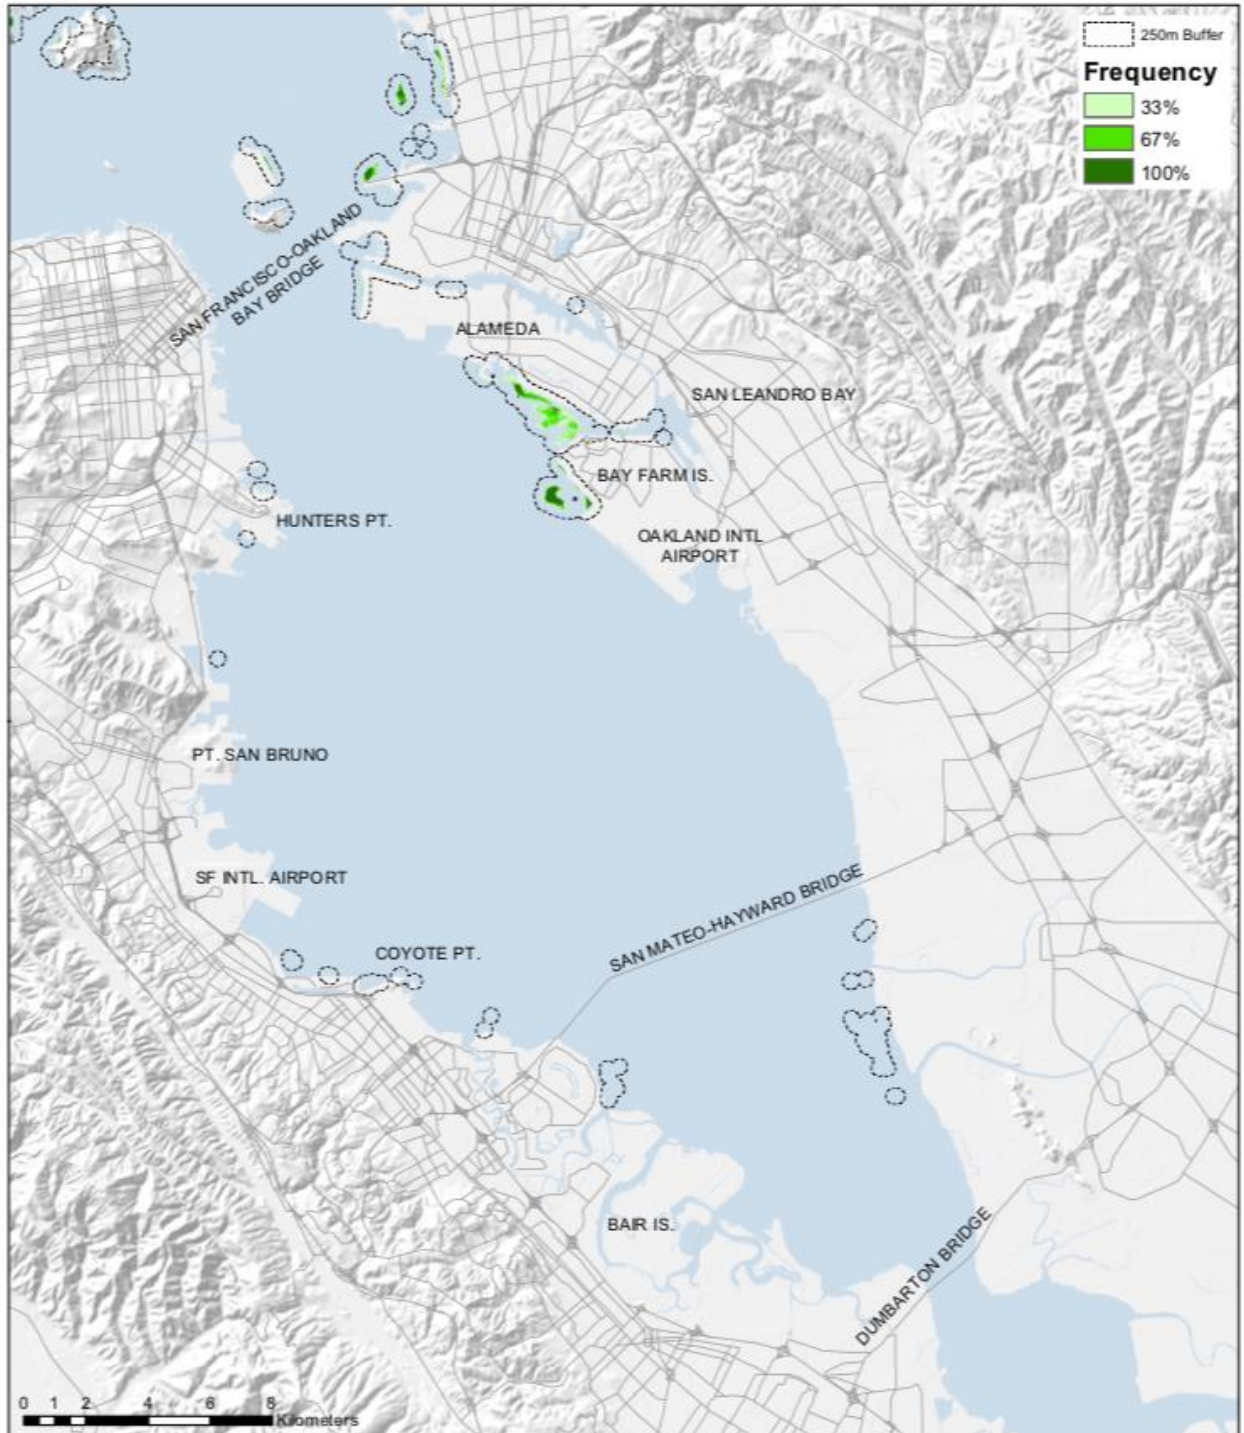 250m Buffer
Frequency
33%
67%
100%
SAN FRANCISCO-OAKLAND
BAY BRIDGE
ALAMEDA
SAN LEANDRO BAY
BAY FARM IS.
HUNTERS PT.
OAKLAND INTL
AIRPORT
PT. SAN BRUNO
SF INTL. AIRPORT
SAN MATEO-HAYWARD BRIDGE
COYOTE PT.
BAIR IS.
DUMBARTON BRIDGE
0 1 2 4 6 8
Kilometers